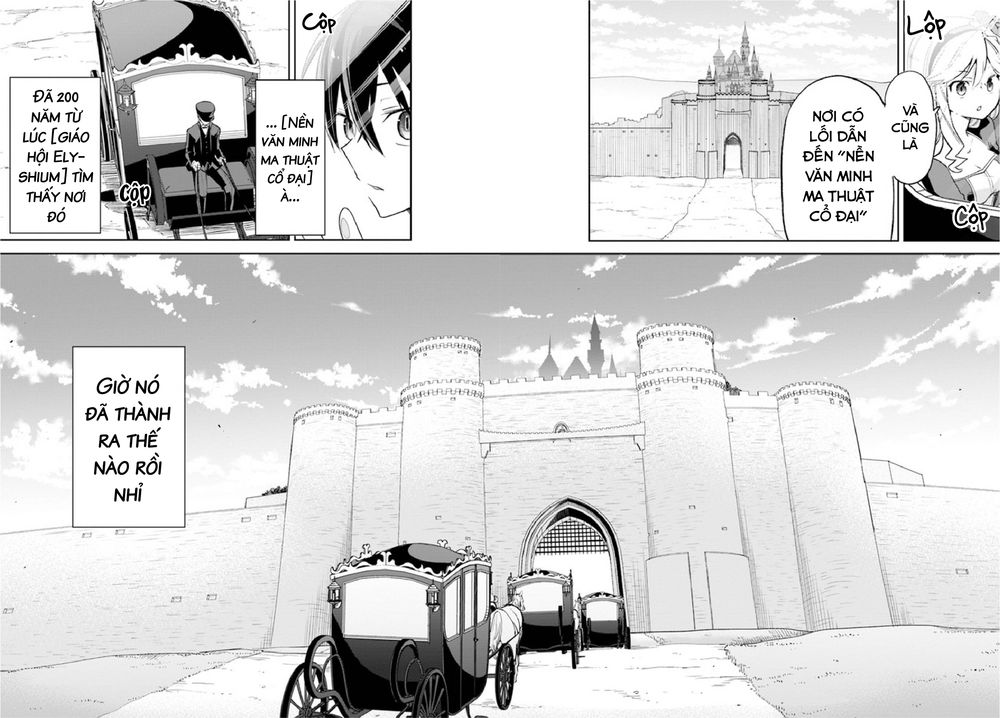 LỘP
VÀ
CŨNG
LÀ
CỘP
NƠI CÓ
LỐI DẪN
ĐẾN "NỀN
VĂN MINH
MA THUẬT
CỔ ĐẠI"
CỘP
... [NỀN
VĂN MINH
MA THUẬT
CỔ ĐẠI]
À...
CỘP
ĐÃ 200
NĂM TỪ
LÚC [GIÁO
HỘI ELY-
SHIUM] TÌM
THẤY NƠI
ĐÓ
GIỜ NÓ
ĐÃ THÀNH
RA THẾ
NÀO RỒI
NHỈ